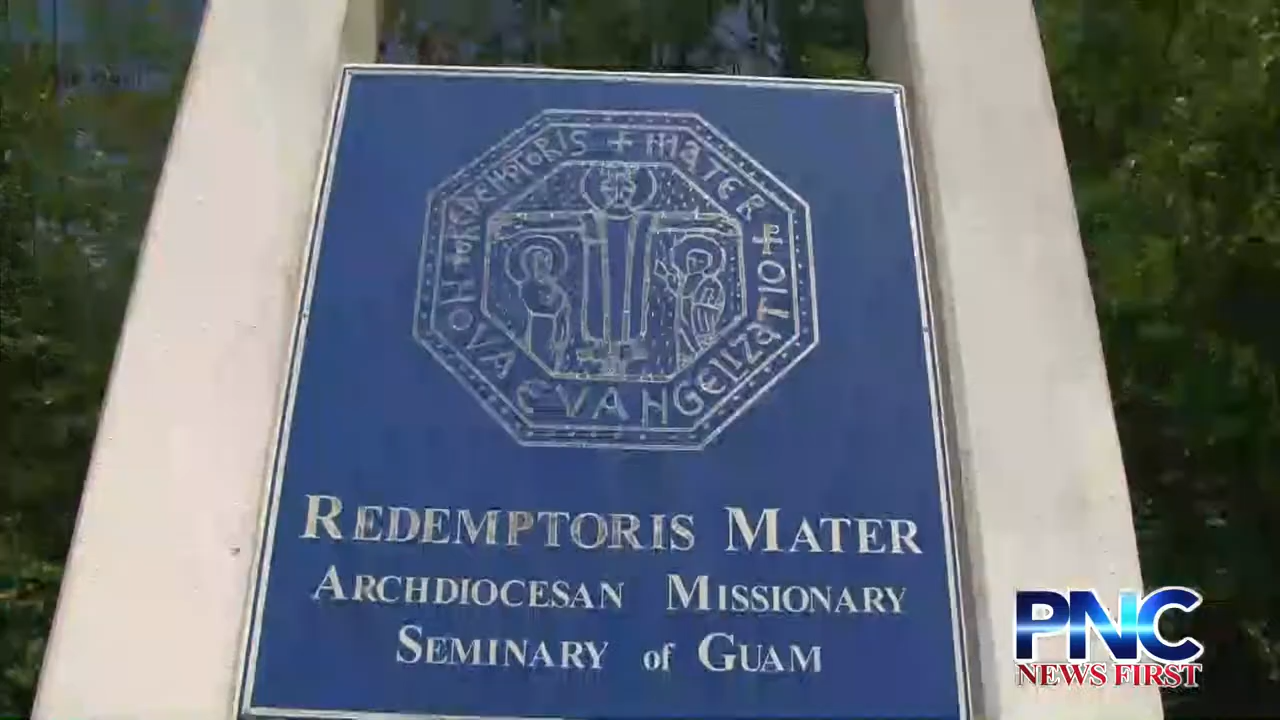 REDEMPTORIS + MATER
NOVA EVANGELIZATIO
REDEMPTORIS MATER
ARCHDIOCESAN MISSIONARY
SEMINARY of GUAM
PNC
NEWS FIRST